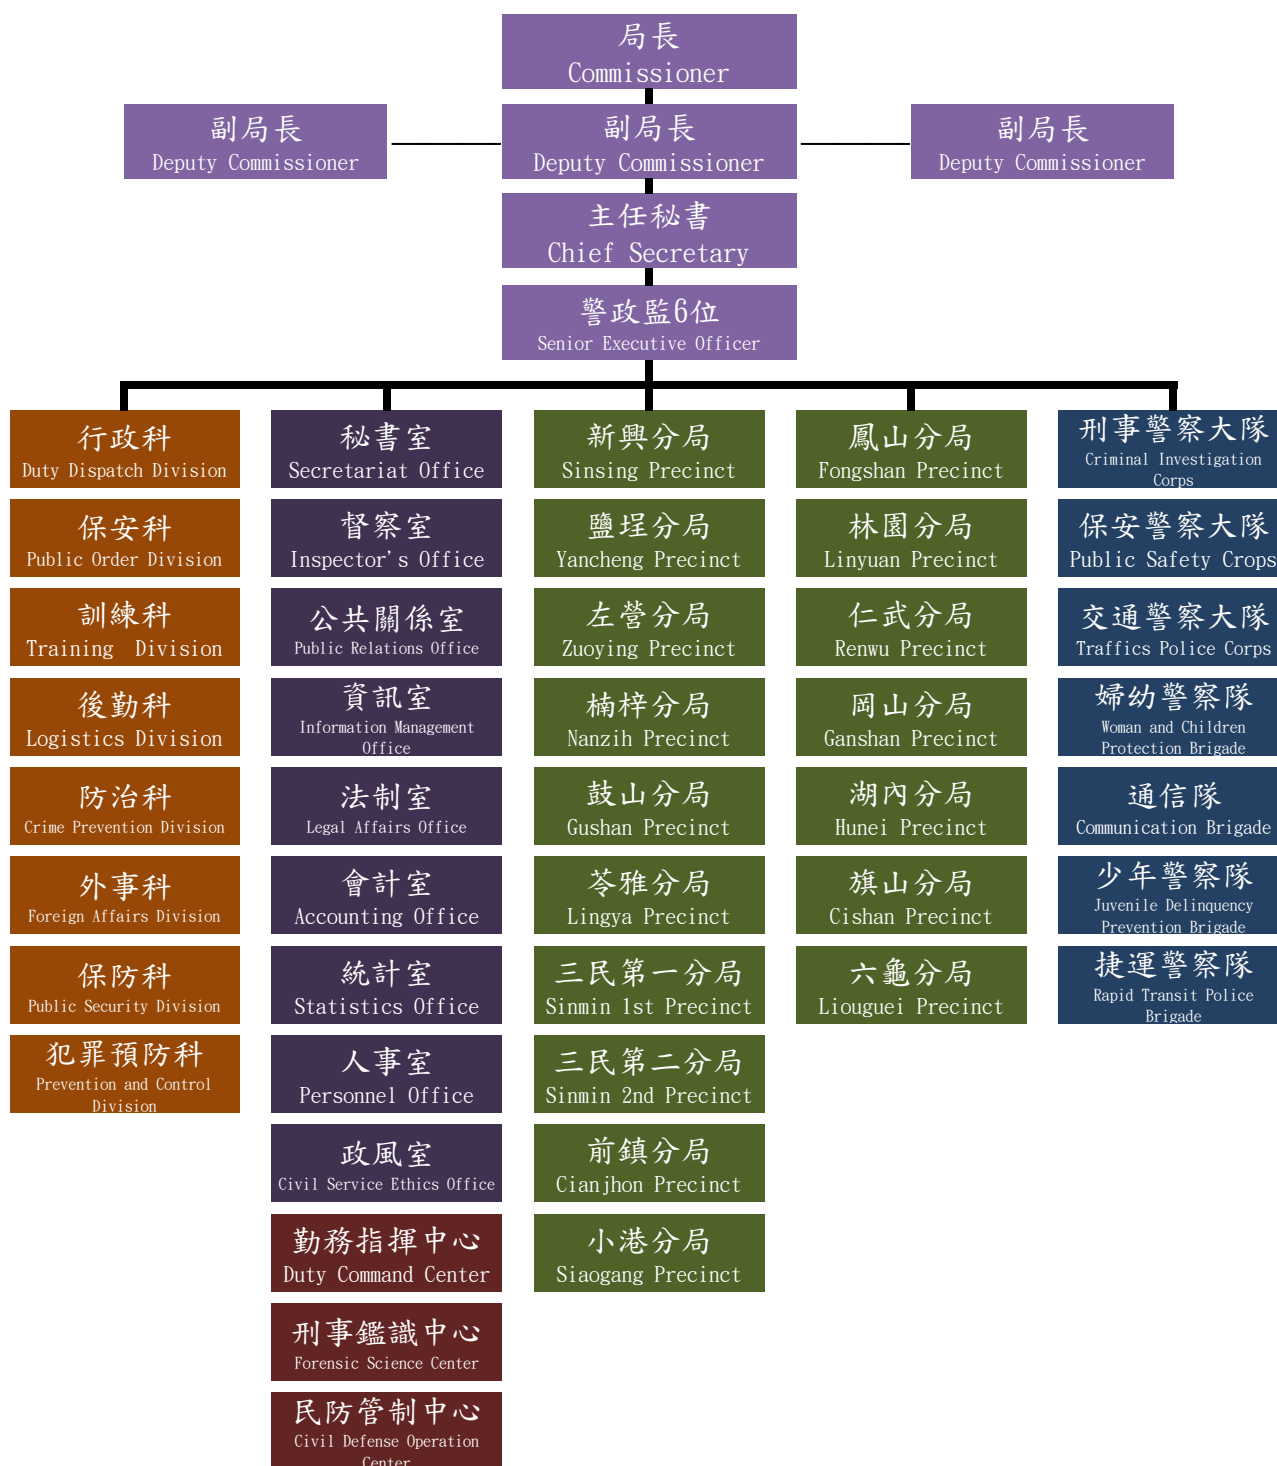 局長
Commissioner
副局長
Deputy Commissioner
副局長
Deputy Commissioner
副局長
Deputy Commissioner
主任秘書
Chief Secretary
警政監6位
Senior Executive Officer
行政科
Duty Dispatch Division
保安科
Public Order Division
訓練科
Training Division
後勤科
Logistics Division
防治科
Crime Prevention Division
外事科
Foreign Affairs Division
保防科
Public Security Division
犯罪預防科
Prevention and Control
Division
秘書室
Secretariat Office
督察室
Inspector's Office
公共關係室
Public Relations Office
資訊室
Information Management
Office
法制室
Legal Affairs Office
會計室
Accounting Office
統計室
Statistics Office
人事室
Personnel Office
政風室
Civil Service Ethics Office
勤務指揮中心
Duty Command Center
刑事鑑識中心
Forensic Science Center
民防管制中心
Civil Defense Operation
Center
新興分局
Sinsing Precinct
鹽埕分局
Yancheng Precinct
左營分局
Zuoying Precinct
楠梓分局
Nanzih Precinct
鼓山分局
Gushan Precinct
苓雅分局
Lingya Precinct
三民第一分局
Sinmin 1st Precinct
三民第二分局
Sinmin 2nd Precinct
前鎮分局
Cianjhon Precinct
小港分局
Siaogang Precinct
鳳山分局
Fongshan Precinct
林園分局
Linyuan Precinct
仁武分局
Renwu Precinct
岡山分局
Ganshan Precinct
湖內分局
Hunei Precinct
旗山分局
Cishan Precinct
六龜分局
Liouguei Precinct
刑事警察大隊
Criminal Investigation
Corps
保安警察大隊
Public Safety Crops
交通警察大隊
Traffics Police Corps
婦幼警察隊
Woman and Children
Protection Brigade
通信隊
Communication Brigade
少年警察隊
Juvenile Delinquency
Prevention Brigade
捷運警察隊
Rapid Transit Police
Brigade